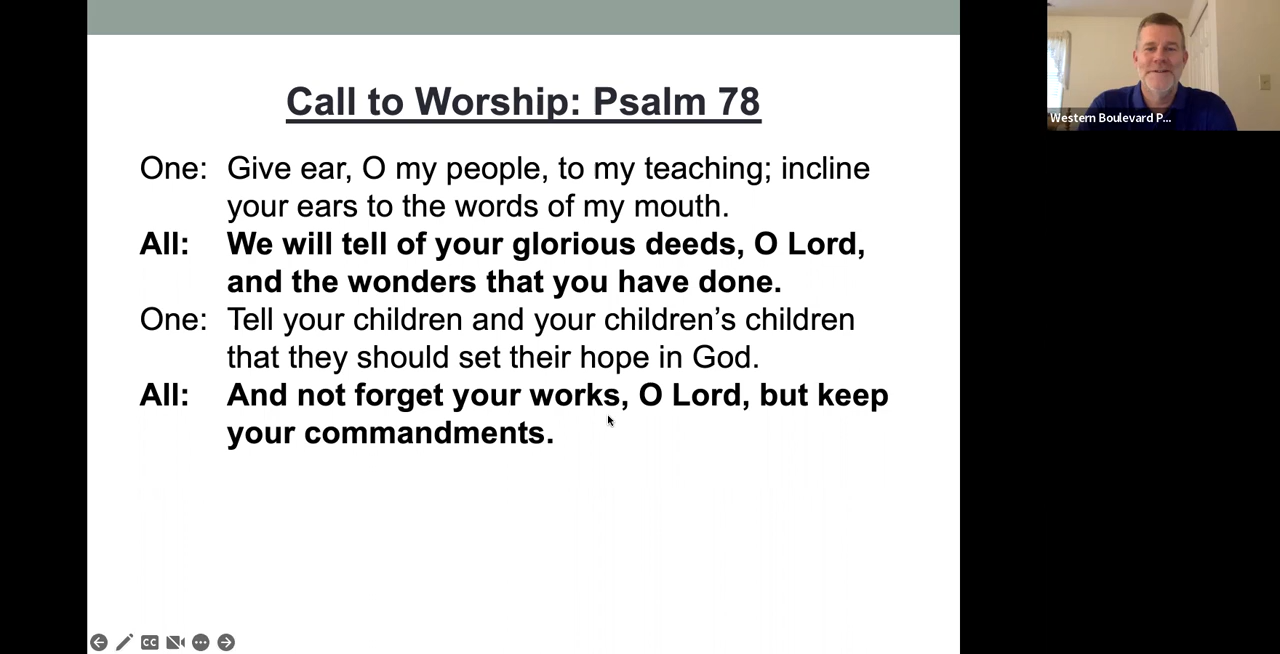 Call to Worship: Psalm 78
One: Give ear, O my people, to my teaching; incline
your ears to the words of my mouth.
All: We will tell of your glorious deeds, O Lord,
and the wonders that you have done.
One: Tell your children and your children’s children
that they should set their hope in God.
All: And not forget your works, O Lord, but keep
your commandments.
Western Boulevard P...
CC